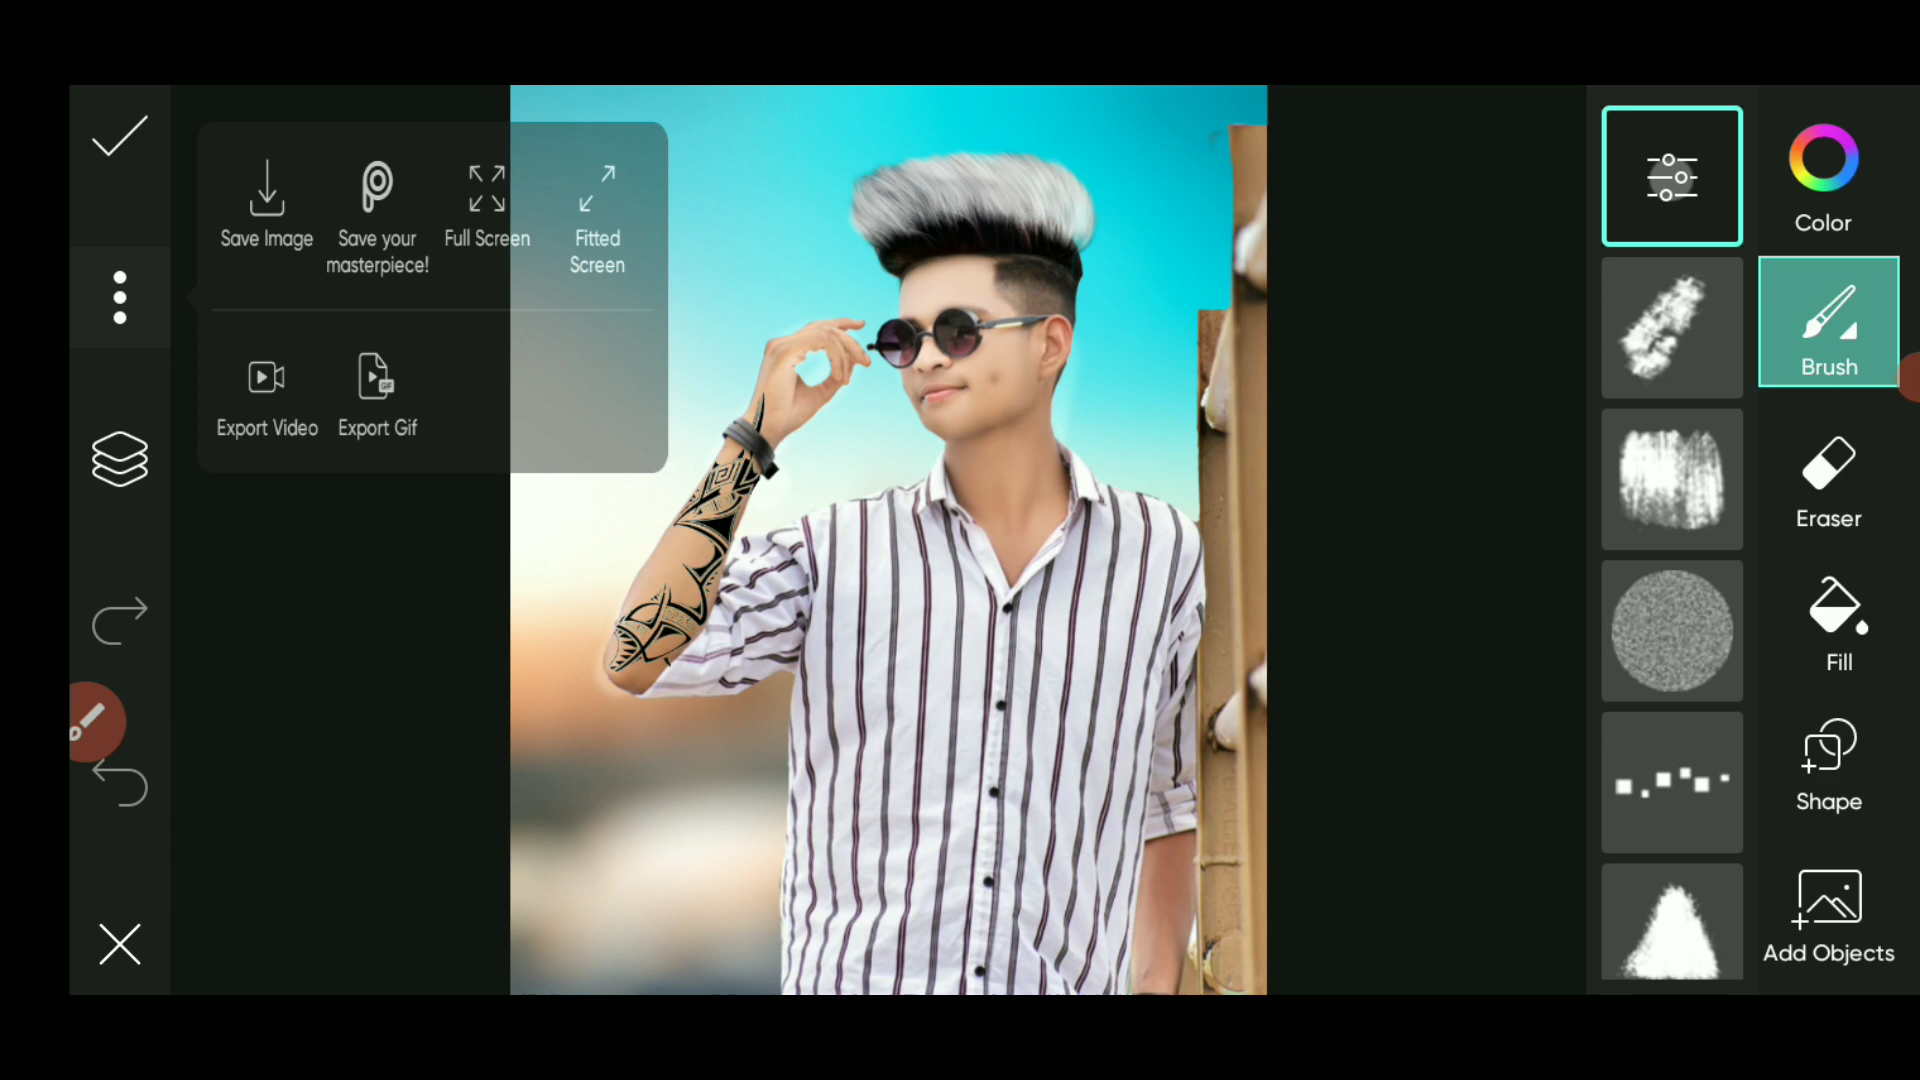 Save Image
Save your
masterpiece!
Full Screen
Fitted
Screen
Export Video
Export Gif
GIF
Color
Brush
Eraser
Fill
Shape
Add Objects